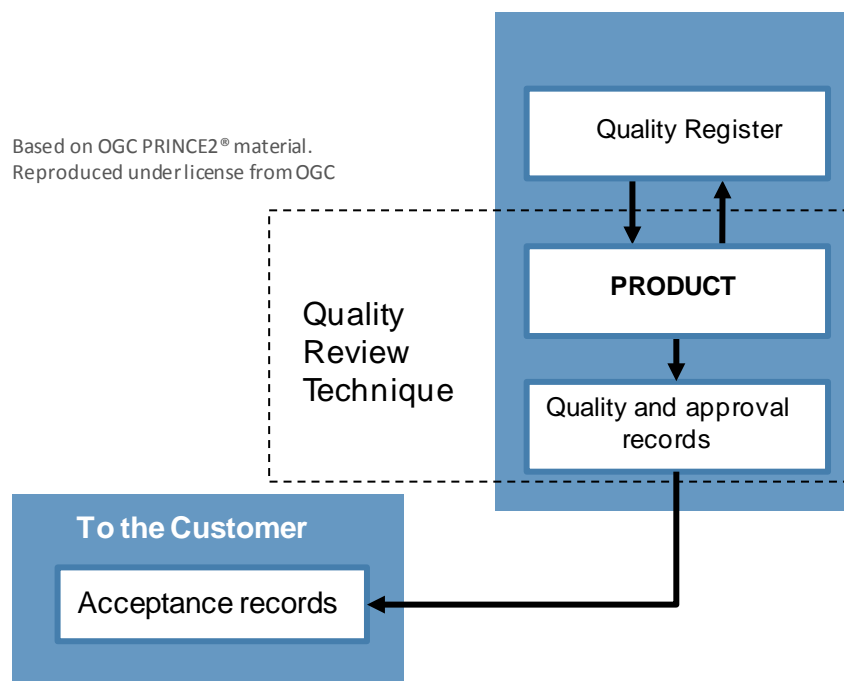 Based on OGC PRINCE2® material.
Reproduced under license from OGC
Quality Register
PRODUCT
Quality
Review
Technique
Quality and approval
records
To the Customer
Acceptance records